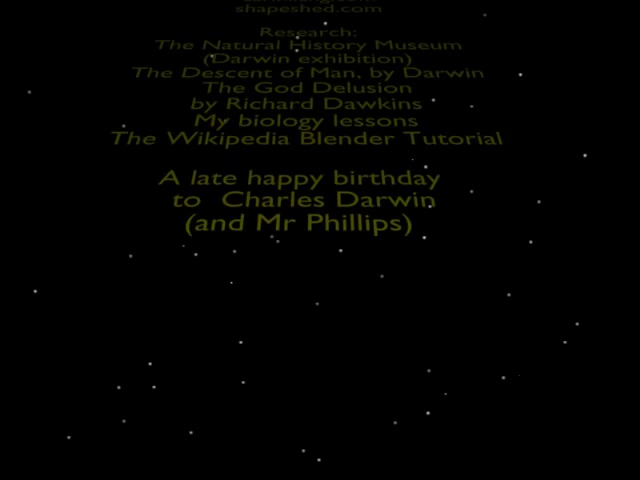 shapeshed.com
Research:
The Natural History Museum
(Darwin exhibition)
The Descent of Man, by Darwin
The God Delusion
by Richard Dawkins
My biology lessons
The Wikipedia Blender Tutorial
A late happy birthday
to Charles Darwin
(and Mr Phillips)